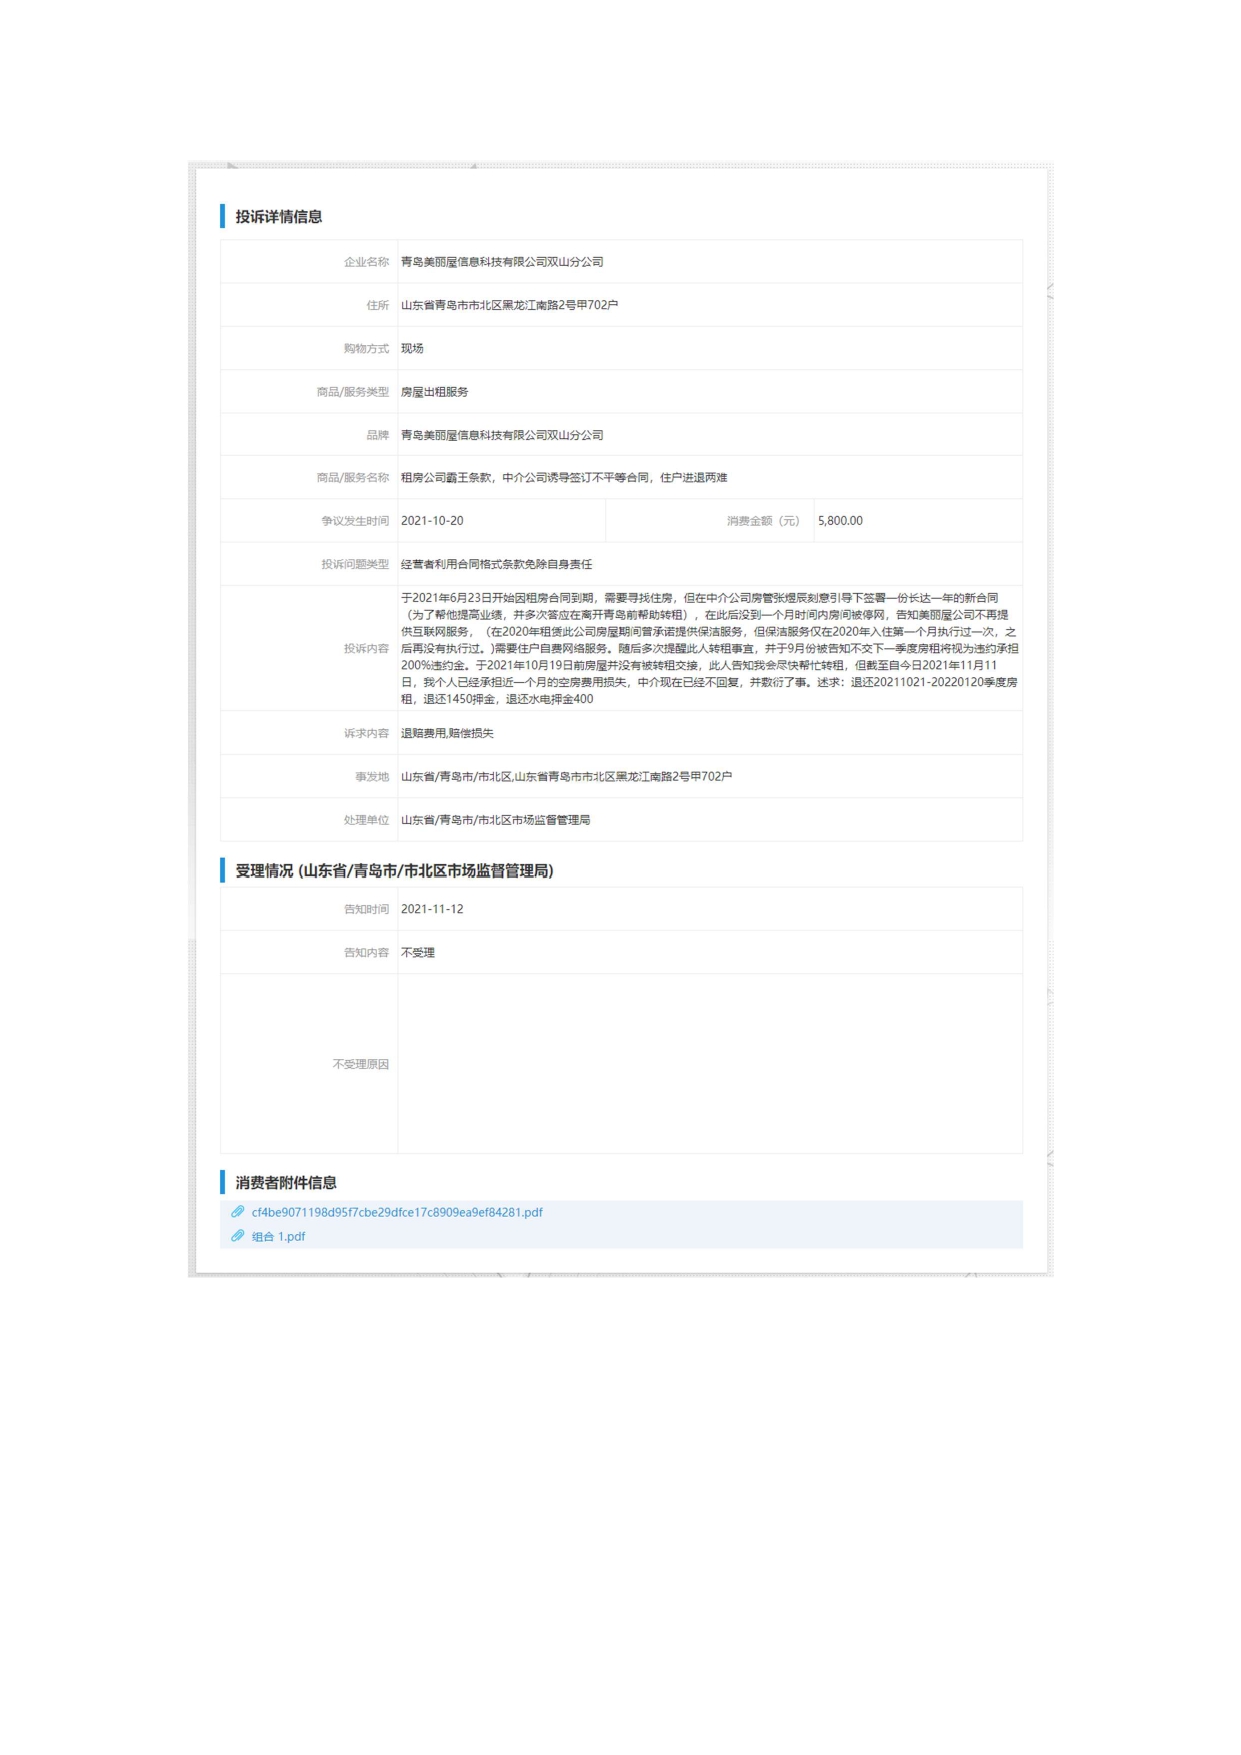 投诉详情信息
企业名称 青岛美丽屋信息科技有限公司双山分公司
住所 山东省青岛市市北区黑龙江南路2号甲702户
购物方式 现场
商品/服务类型 房屋出租服务
品牌 青岛美丽屋信息科技有限公司双山分公司
商品/服务名称 租房公司霸王条款，中介公司诱导签订不平等合同，住户进退两难
争议发生时间 2021-10-20 消费金额（元） 5,800.00
投诉问题类型 经营者利用合同格式条款免除自身责任
投诉内容
于2021年6月23日开始因租房合同到期，需要寻找住房，但在中介公司房管张煜辰刻意引导下签署一份长达一年的新合同
（为了帮他提高业绩，并多次答应在离开青岛前帮助转租），在此后没到一个月时间内房间被停网，告知美丽屋公司不再提
供互联网服务，（在2020年租赁此公司房屋期间曾承诺提供保洁服务，但保洁服务仅在2020年入住第一个月执行过一次，之
后再没有执行过。)需要住户自费网络服务。随后多次提醒此人转租事宜，并于9月份被告知不交下一季度房租将视为违约承担
200%违约金。于2021年10月19日前房屋并没有被转租交接，此人告知我会尽快帮忙转租，但截至自今日2021年11月11
日，我个人已经承担近一个月的空房费用损失，中介现在已经不回复，并敷衍了事。述求：退还20211021-20220120季度房
租，退还1450押金，退还水电押金400
诉求内容 退赔费用,赔偿损失
事发地 山东省/青岛市/市北区,山东省青岛市市北区黑龙江南路2号甲702户
处理单位 山东省/青岛市/市北区市场监督管理局
受理情况 (山东省/青岛市/市北区市场监督管理局)
告知时间 2021-11-12
告知内容 不受理
不受理原因
消费者附件信息
cf4be9071198d95f7cbe29dfce17c8909ea9ef84281.pdf
组合 1.pdf